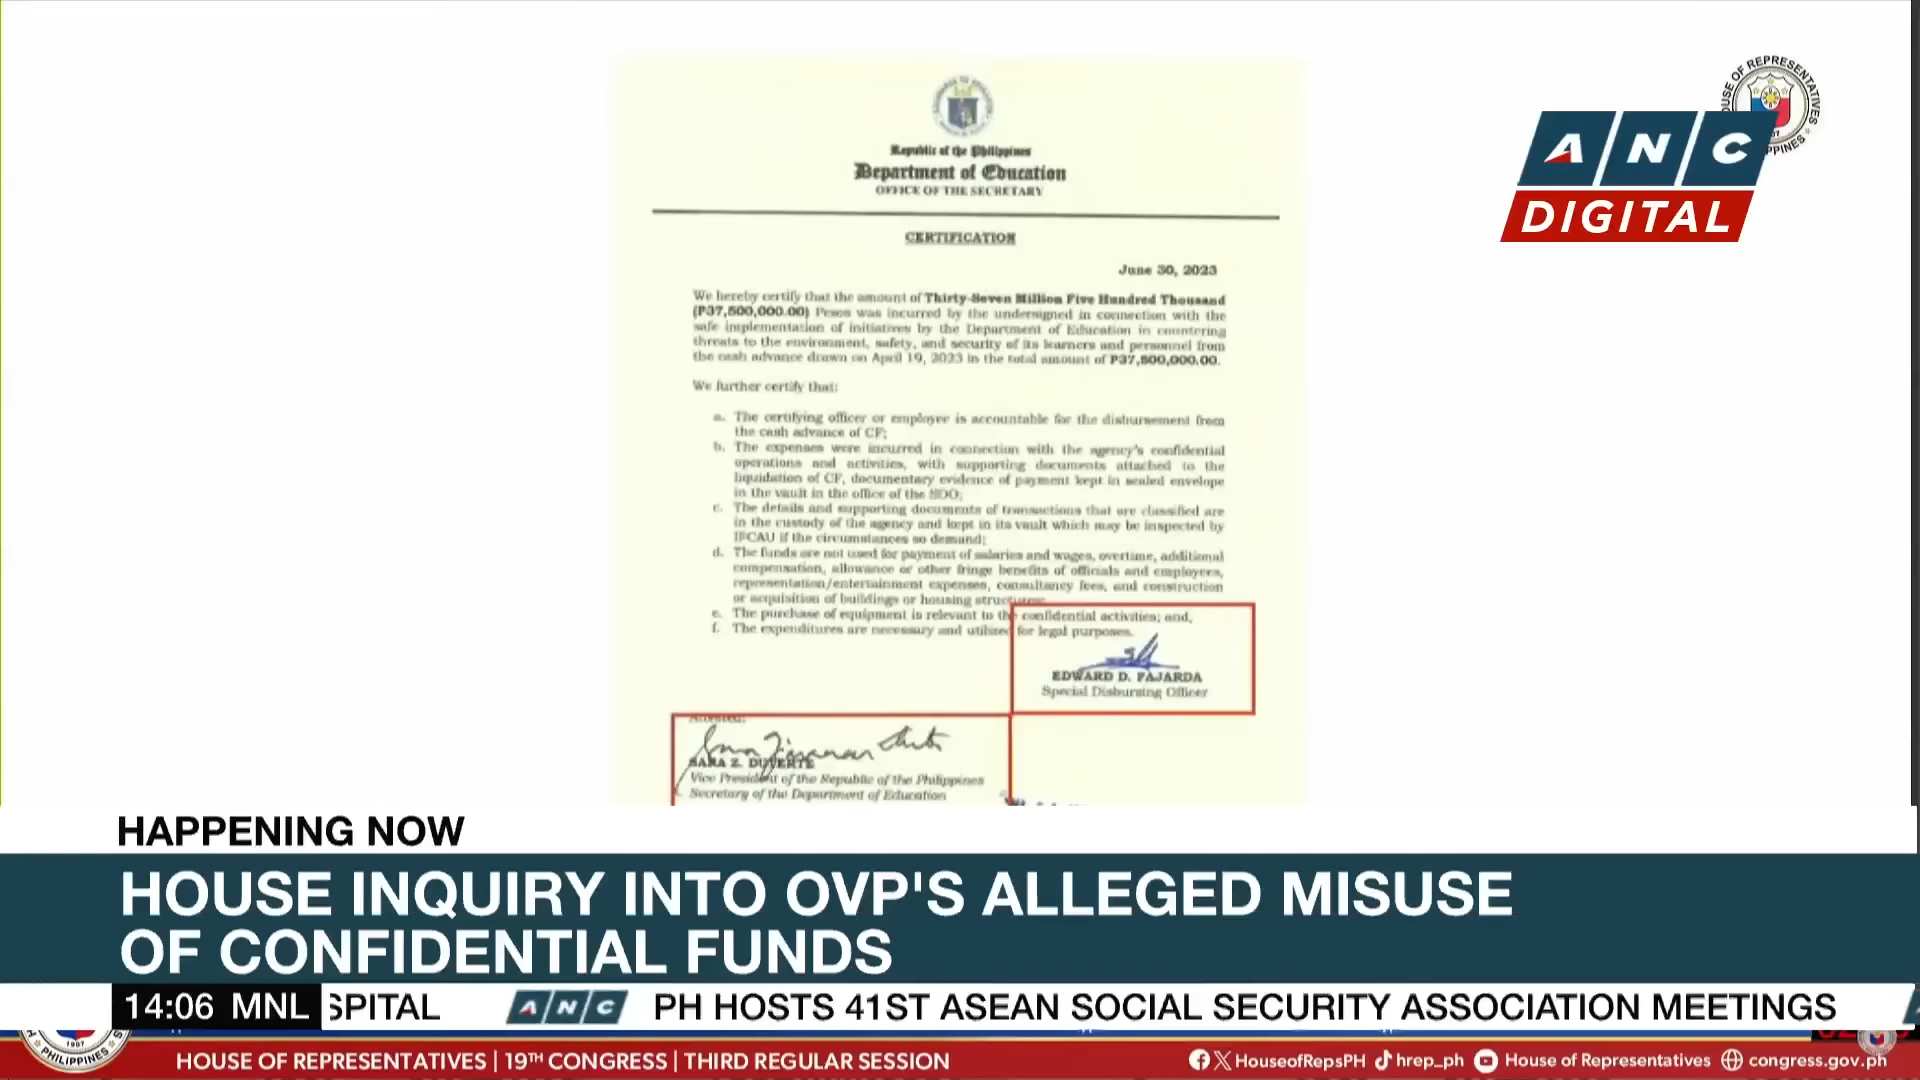 HOUSE OF REPRESENTATIVES
PPINES
ANC
DIGITAL
Republic of the Philippines
Department of Education
OFFICE OF THE SECRETARY
CERTIFICATION
June 30, 2023
We hereby certify that the amount of Thirty-Seven Million Five Hundred Thousand
(P37,500,000.00) Pesos was incurred by the undersigned in connection with the
safe implementation of initiatives by the Department of Education in countering
threats to the environment, safety, and security of its learners and personnel from
the cash advance drawn on April 19, 2023 in the total amount of P37,500,000.00.
We further certify that:
a. The certifying officer or employee is accountable for the disbursement from
the cash advance of CF;
b. The expenses were incurred in connection with the agency's confidential
operations and activities, with supporting documents attached to the
liquidation of CF, documentary evidence of payment kept in sealed envelope
in the vault in the office of the SDO;
c. The details and supporting documents of transactions that are classified are
in the custody of the agency and kept in its vault which may be inspected by
IFCAU if the circumstances so demand;
d. The funds are not used for payment of salaries and wages, overtime, additional
compensation, allowance or other fringe benefits of officials and employees,
representation/entertainment expenses, consultancy fees, and construction
or acquisition of buildings or housing structures;
e. The purchase of equipment is relevant to the confidential activities; and,
f. The expenditures are necessary and utilized for legal purposes.
EDWARD D. FAJARDA
Special Disbursing Officer
Attested:
SARA Z. DUTERTE
Vice President of the Republic of the Philippines
Secretary of the Department of Education
HAPPENING NOW
HOUSE INQUIRY INTO OVP'S ALLEGED MISUSE
OF CONFIDENTIAL FUNDS
14:06 MNL SPITAL ANC PH HOSTS 41ST ASEAN SOCIAL SECURITY ASSOCIATION MEETINGS
1907
PHILIPPINES
HOUSE OF REPRESENTATIVES | 19TH CONGRESS | THIRD REGULAR SESSION
HouseofRepsPH hrep_ph House of Representatives congress.gov.ph